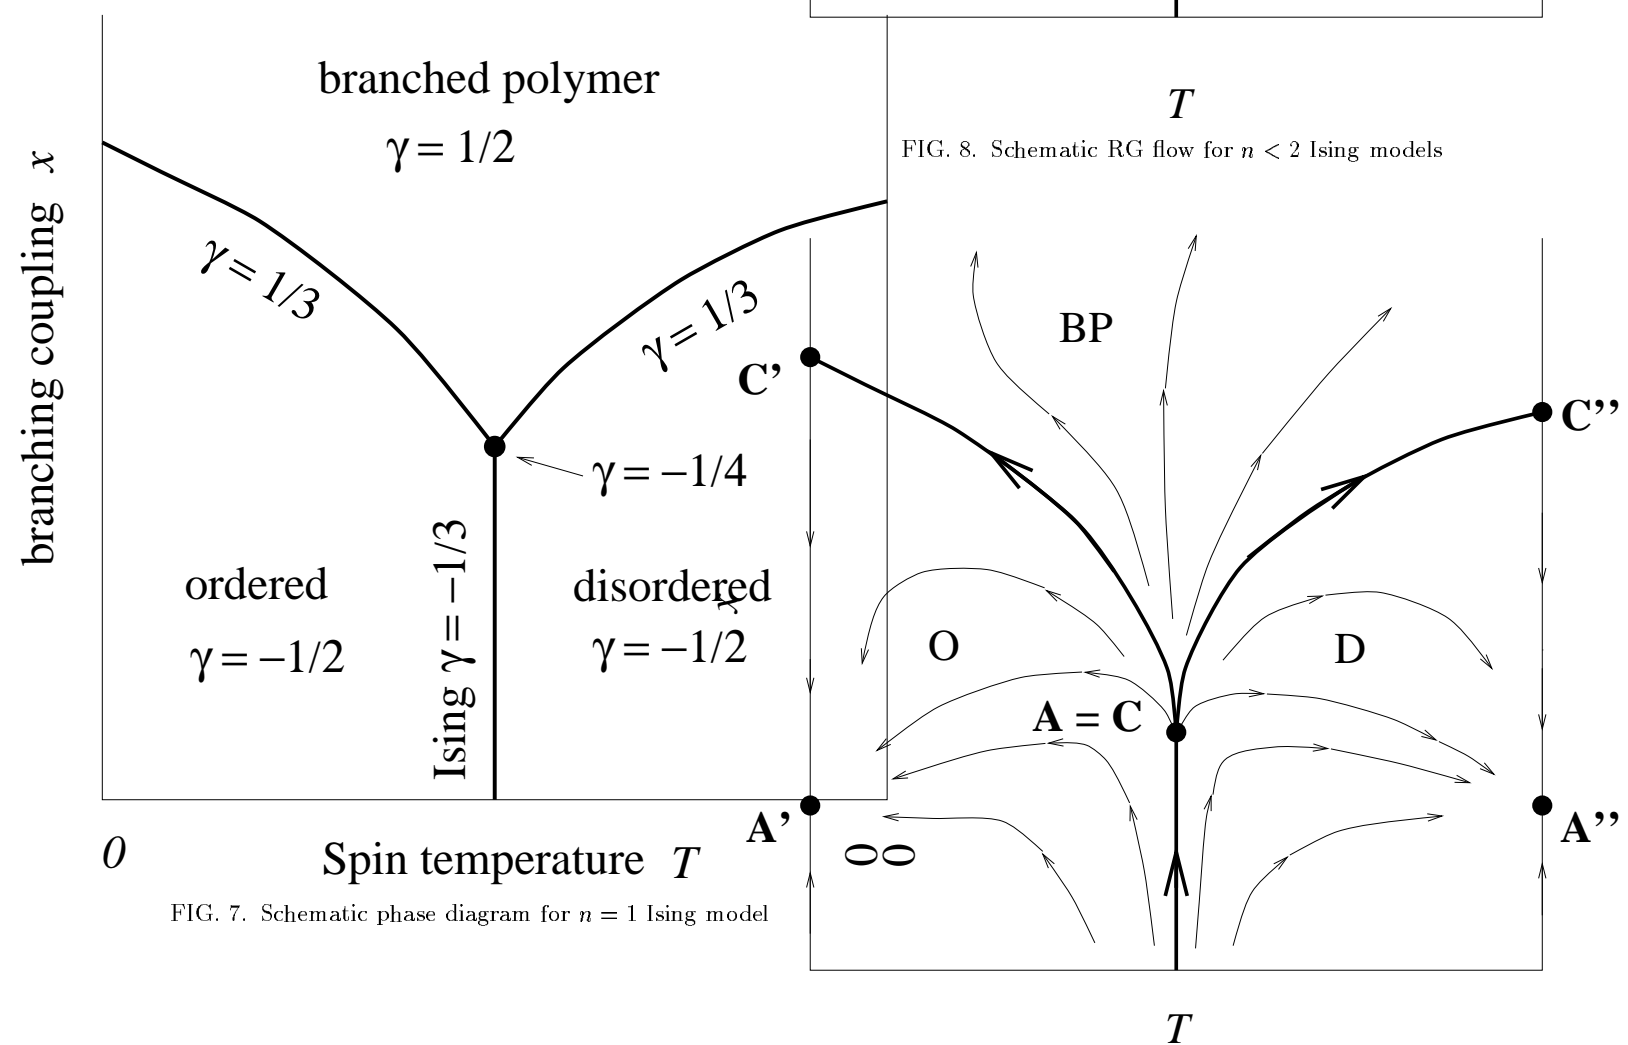 branched polymer
γ = 1/2
branching coupling x
γ = 1/3
γ = 1/3
γ = −1/4
Ising γ = −1/3
ordered
γ = −1/2
disordered
γ = −1/2
0
Spin temperature T
FIG. 7. Schematic phase diagram for n = 1 Ising model
T
FIG. 8. Schematic RG flow for n < 2 Ising models
BP
C’
C’’
x
O
D
A = C
A’
A’’
T